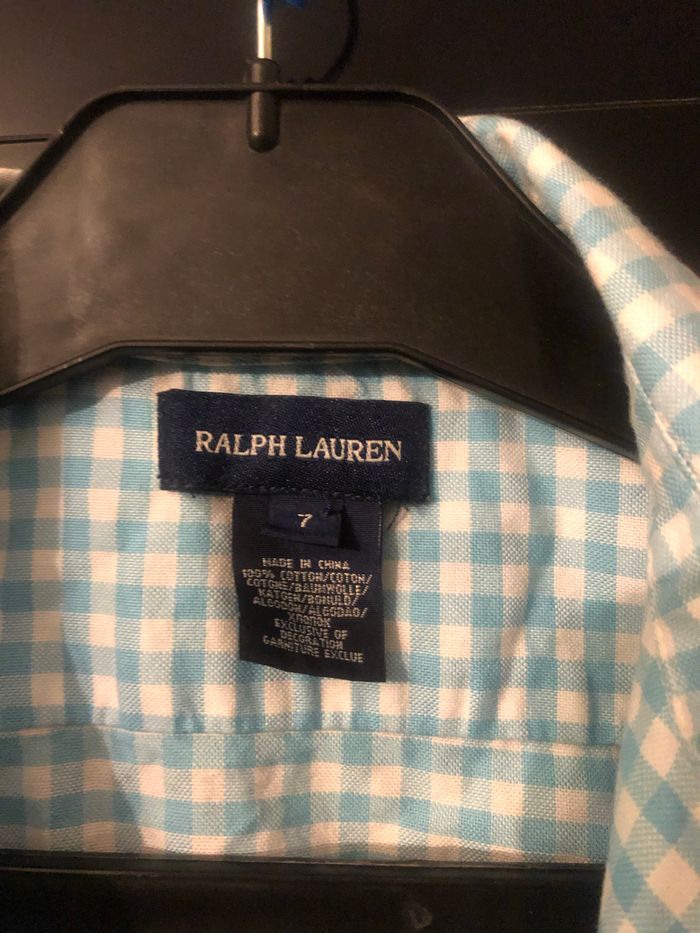 RALPH LAUREN
7
MADE IN CHINA
100% COTTON/COTON/
COTONE/BAUMWOLLE/
KATOEN/BOMULD/
ALGODON/ALGODAO/
ХЛОПОК
EXCLUSIVE OF
DECORATION
GARNITURE EXCLUE